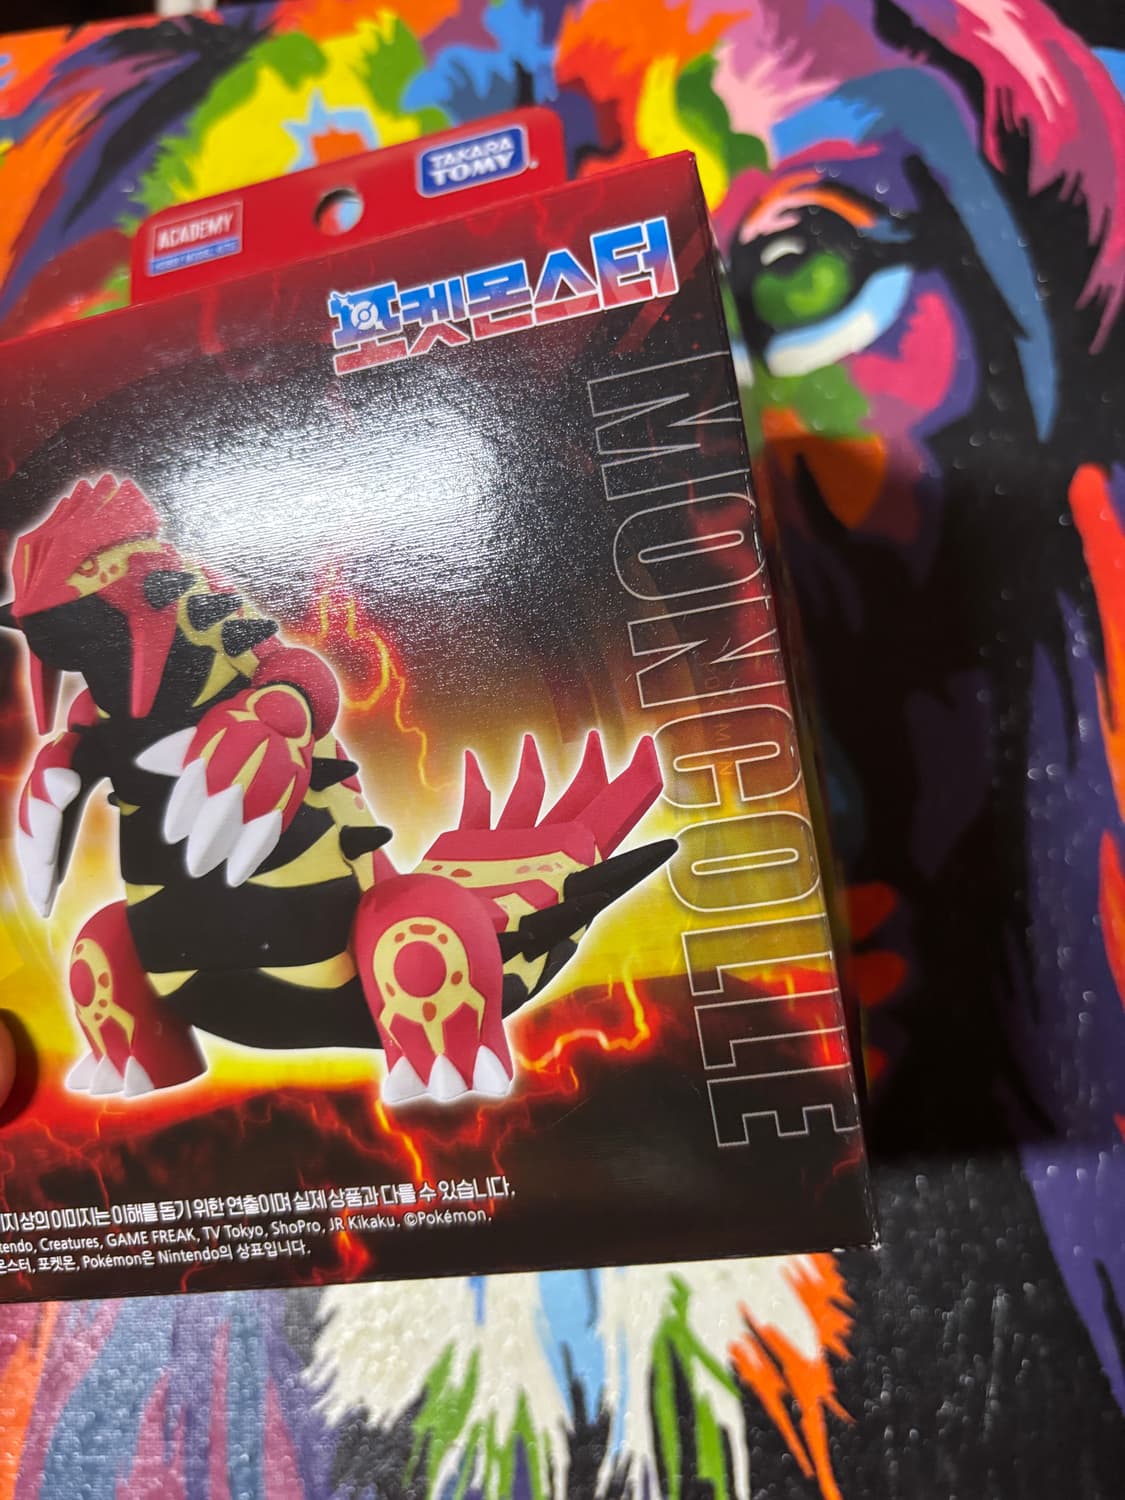 TAKARA
TOMY
ACADEMY
포켓몬스터
MONCOLLE
지상의 이미지는 이해를 돕기 위한 연출이며 실제 상품과 다를 수 있습니다.
tendo, Creatures, GAME FREAK, TV Tokyo, ShoPro, JR Kikaku. ©Pokémon.
몬스터, 포켓몬, Pokémon은 Nintendo의 상표입니다.